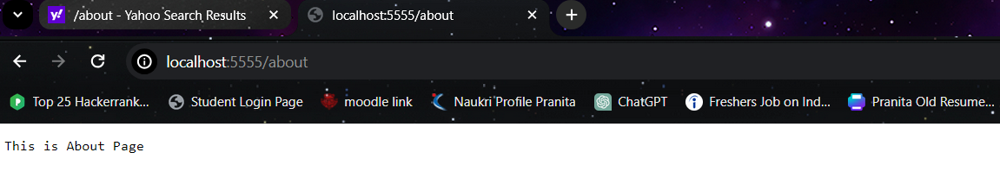 /about - Yahoo Search Results localhost:5555/about
localhost:5555/about
Top 25 Hackerrank... Student Login Page moodle link Naukri Profile Pranita ChatGPT Freshers Job on Ind... Pranita Old Resume...
This is About Page